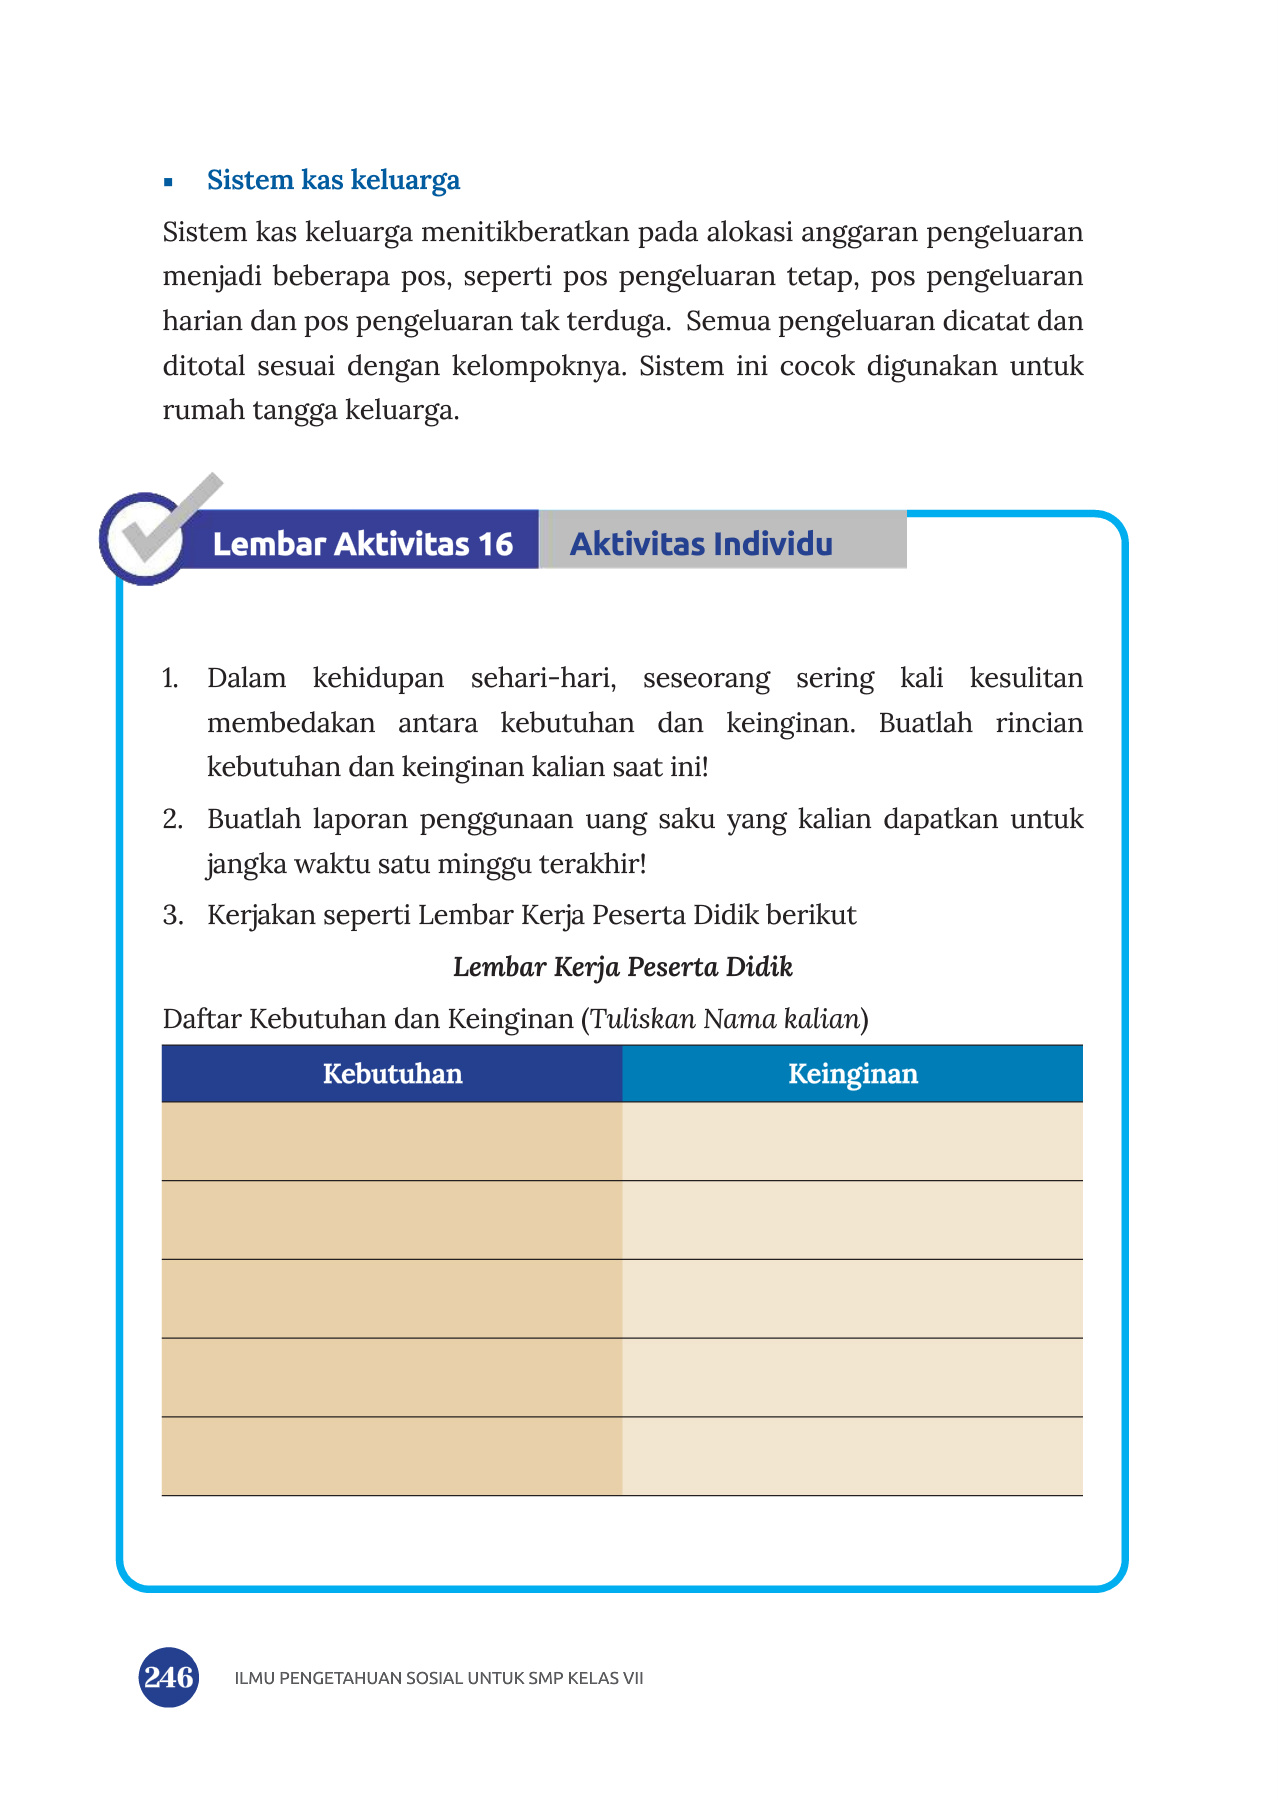 ▪ Sistem kas keluarga
Sistem kas keluarga menitikberatkan pada alokasi anggaran pengeluaran
menjadi beberapa pos, seperti pos pengeluaran tetap, pos pengeluaran
harian dan pos pengeluaran tak terduga. Semua pengeluaran dicatat dan
ditotal sesuai dengan kelompoknya. Sistem ini cocok digunakan untuk
rumah tangga keluarga.
Lembar Aktivitas 16 Aktivitas Individu
1. Dalam kehidupan sehari-hari, seseorang sering kali kesulitan
membedakan antara kebutuhan dan keinginan. Buatlah rincian
kebutuhan dan keinginan kalian saat ini!
2. Buatlah laporan penggunaan uang saku yang kalian dapatkan untuk
jangka waktu satu minggu terakhir!
3. Kerjakan seperti Lembar Kerja Peserta Didik berikut
Lembar Kerja Peserta Didik
Daftar Kebutuhan dan Keinginan (Tuliskan Nama kalian)
Kebutuhan Keinginan
246 ILMU PENGETAHUAN SOSIAL UNTUK SMP KELAS VII